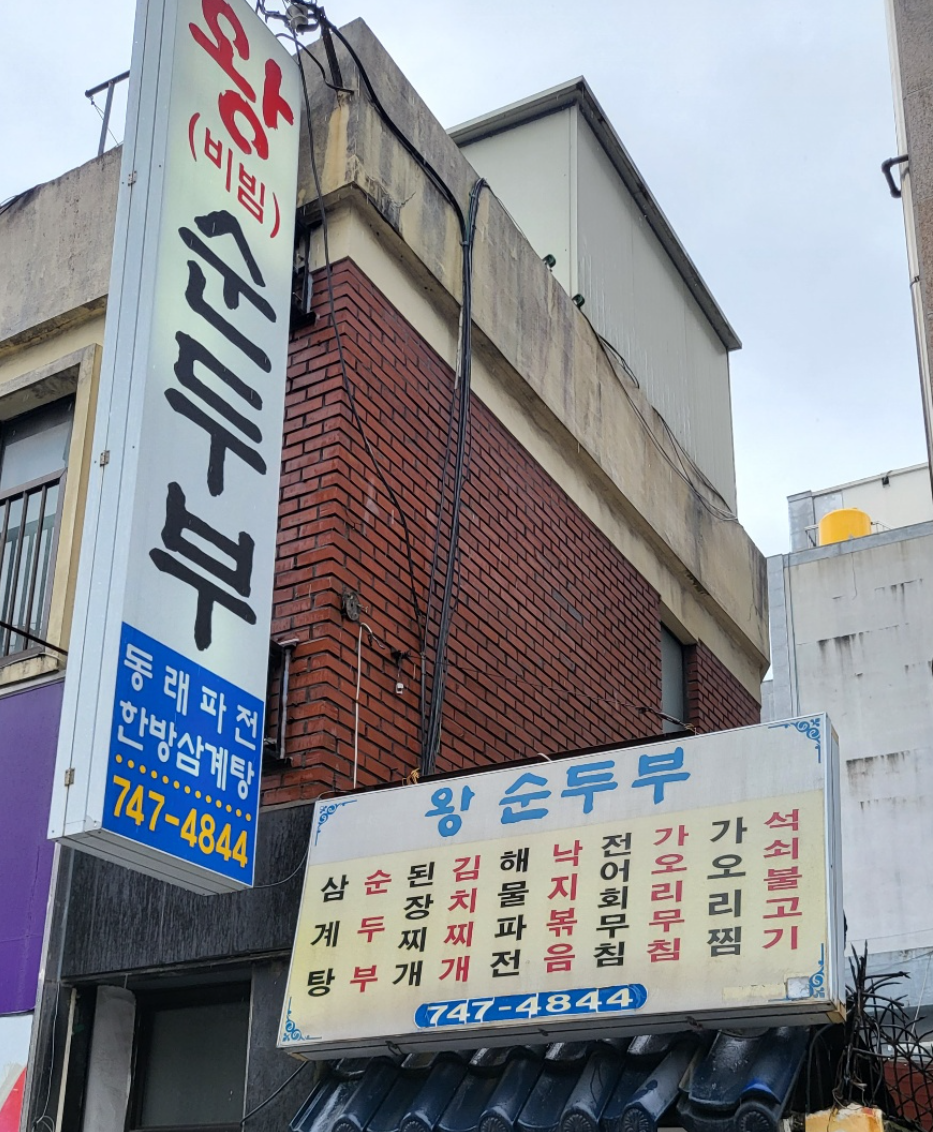 왕
(비빔)
순두부
동래파전
한방삼계탕
747-4844
왕 순두부
삼계탕
순두부
된장찌개
김치찌개
해물파전
낙지볶음
전어회무침
가오리무침
가오리찜
석쇠불고기
747-4844